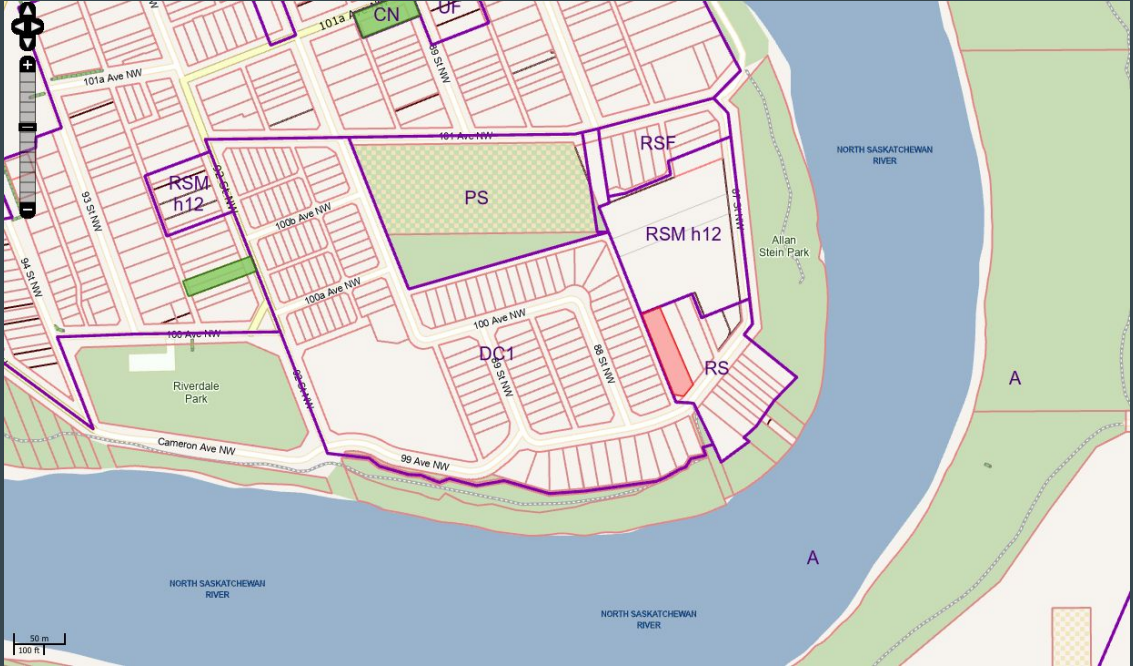 101a Ave NW
CN
UF
89 St NW
101a Ave NW
101 Ave NW
RSF
NORTH SASKATCHEWAN
RIVER
RSM
h12
92 St NW
93 St NW
PS
87 St NW
100b Ave NW
RSM h12
Allan
Stein Park
94 St NW
100a Ave NW
100 Ave NW
100 Ave NW
DC1
88 St NW
89 St NW
RS
A
Riverdale
Park
92 St NW
Cameron Ave NW
99 Ave NW
A
NORTH SASKATCHEWAN
RIVER
NORTH SASKATCHEWAN
RIVER
50 m
100 ft